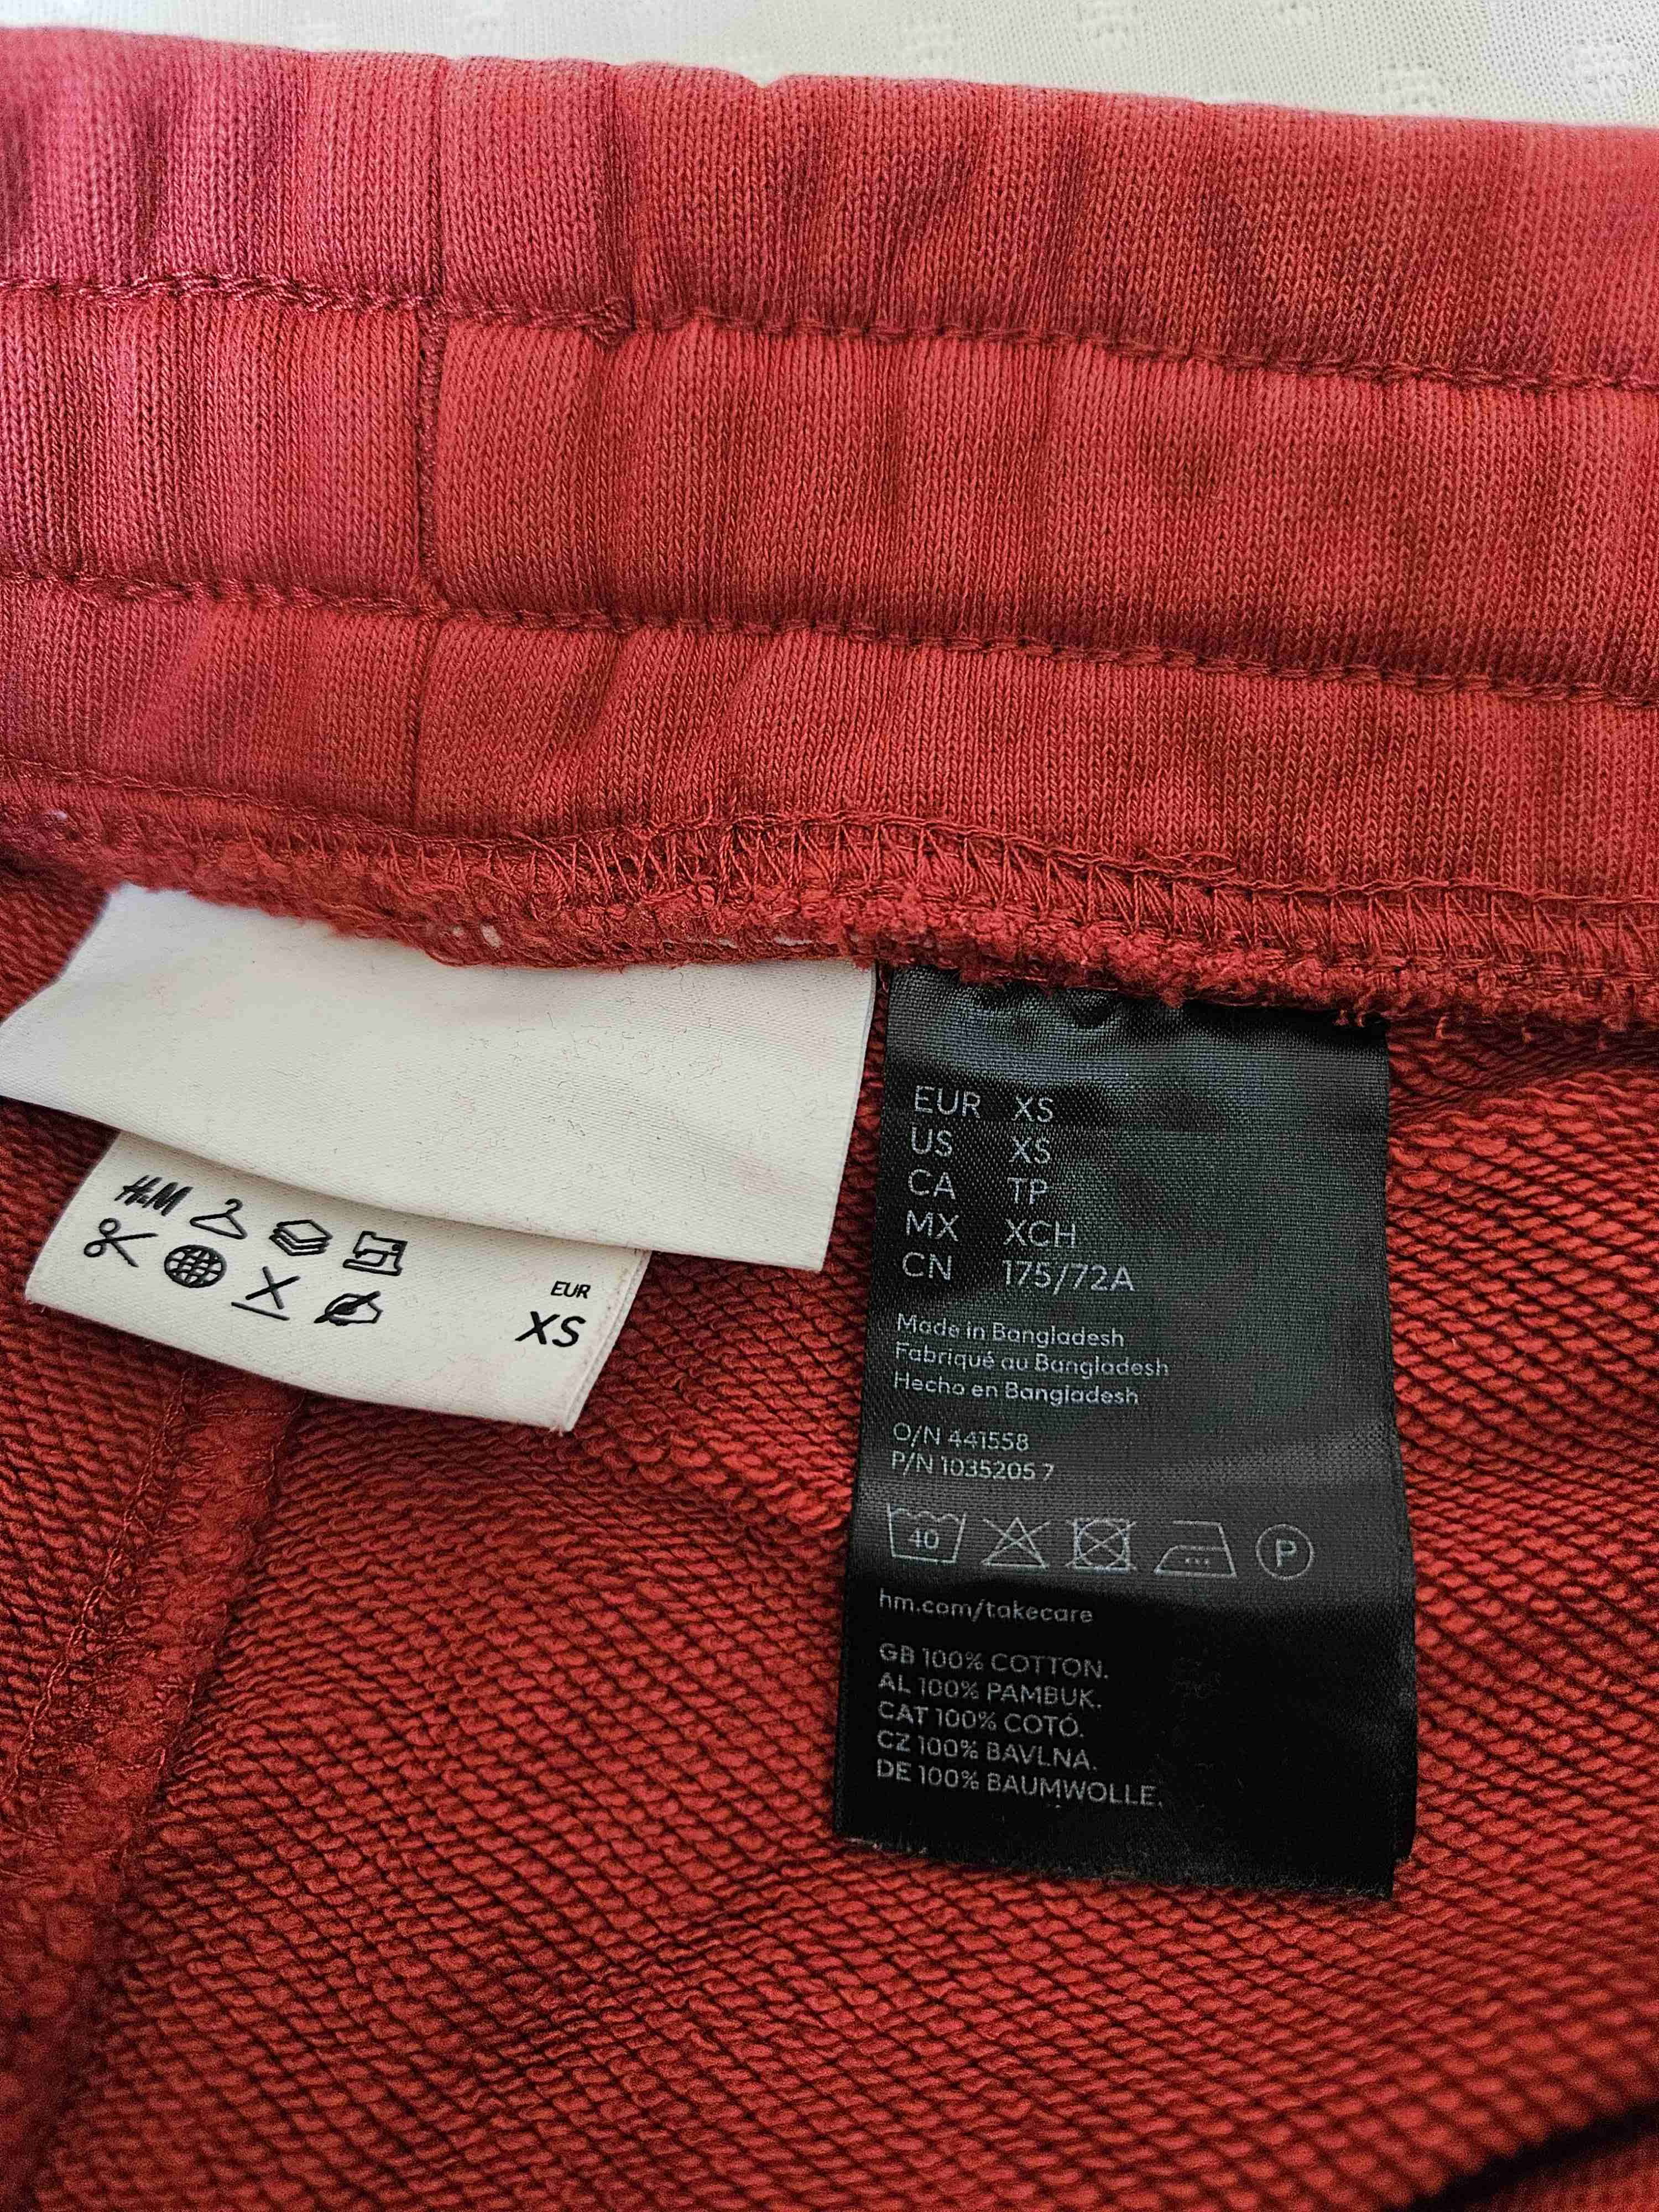 H&M
EUR
XS
EUR XS
US XS
CA TP
MX XCH
CN 175/72A
Made in Bangladesh
Fabriqué au Bangladesh
Hecho en Bangladesh
O/N 441558
P/N 1035205 7
40 P
hm.com/takecare
GB 100% COTTON.
AL 100% PAMBUK.
CAT 100% COTÓ.
CZ 100% BAVLNA.
DE 100% BAUMWOLLE.